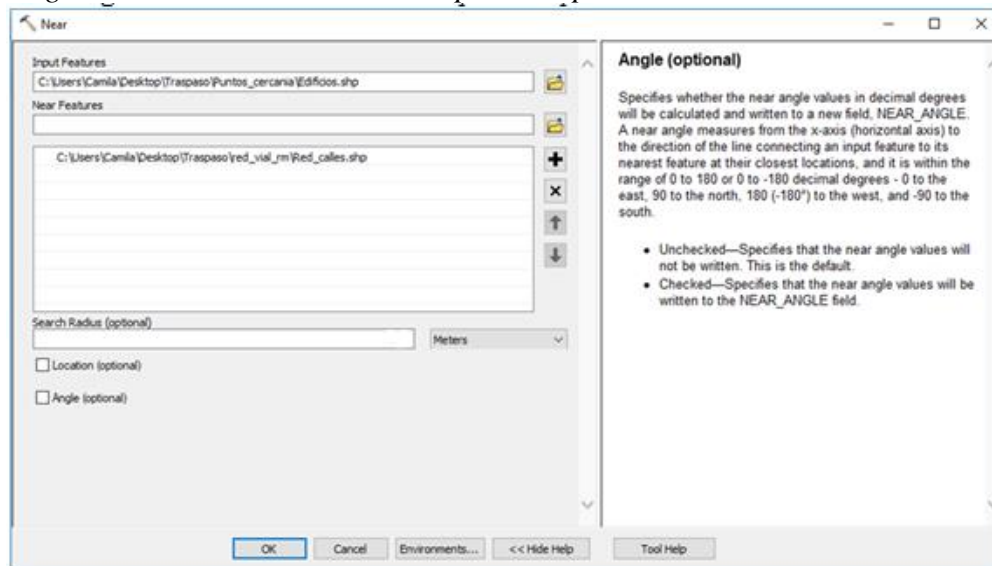 Near
Input Features
C:\Users\Camila\Desktop\Traspaso\Puntos_cercania\Edificios.shp
Near Features
C:\Users\Camila\Desktop\Traspaso\red_vial_rm\Red_calles.shp
Search Radius (optional)
Meters
Location (optional)
Angle (optional)
OK
Cancel
Environments...
<< Hide Help
Angle (optional)
Specifies whether the near angle values in decimal degrees
will be calculated and written to a new field, NEAR_ANGLE.
A near angle measures from the x-axis (horizontal axis) to
the direction of the line connecting an input feature to its
nearest feature at their closest locations, and it is within the
range of 0 to 180 or 0 to -180 decimal degrees - 0 to the
east, 90 to the north, 180 (-180°) to the west, and -90 to the
south.
• Unchecked—Specifies that the near angle values will
not be written. This is the default.
• Checked—Specifies that the near angle values will be
written to the NEAR_ANGLE field.
Tool Help